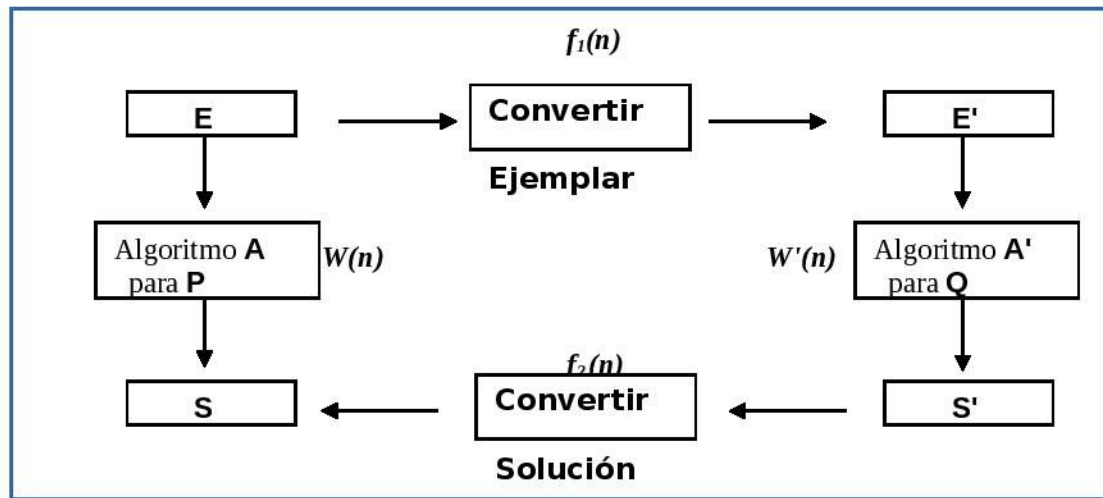 f₁(n)
E
Convertir
E'
Ejemplar
Algoritmo A
para P
W(n)
W'(n)
Algoritmo A'
para Q
f₂(n)
S
Convertir
S'
Solución